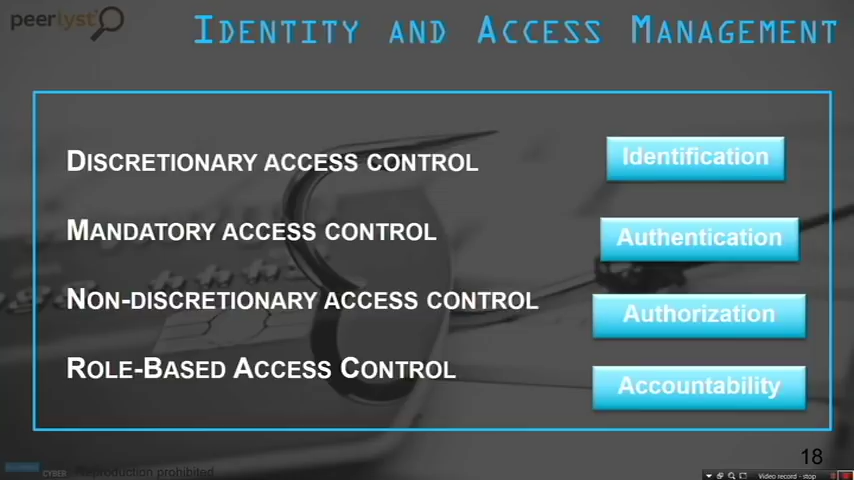 peerlyst
IDENTITY AND ACCESS MANAGEMENT
DISCRETIONARY ACCESS CONTROL
Identification
MANDATORY ACCESS CONTROL
Authentication
NON-DISCRETIONARY ACCESS CONTROL
Authorization
ROLE-BASED ACCESS CONTROL
Accountability
18
CYBER
Reproduction prohibited
Video record - stop